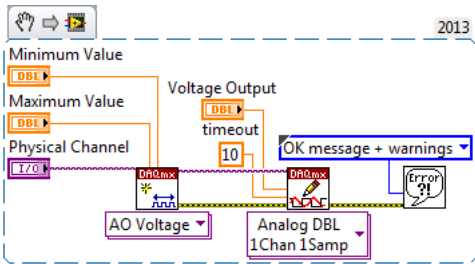 2013
Minimum Value
DBL
Maximum Value
DBL
Physical Channel
I/O
Voltage Output
DBL
timeout
10
OK message + warnings
DAQmx
AO Voltage
DAQmx
Analog DBL
1Chan 1Samp
Error
?!